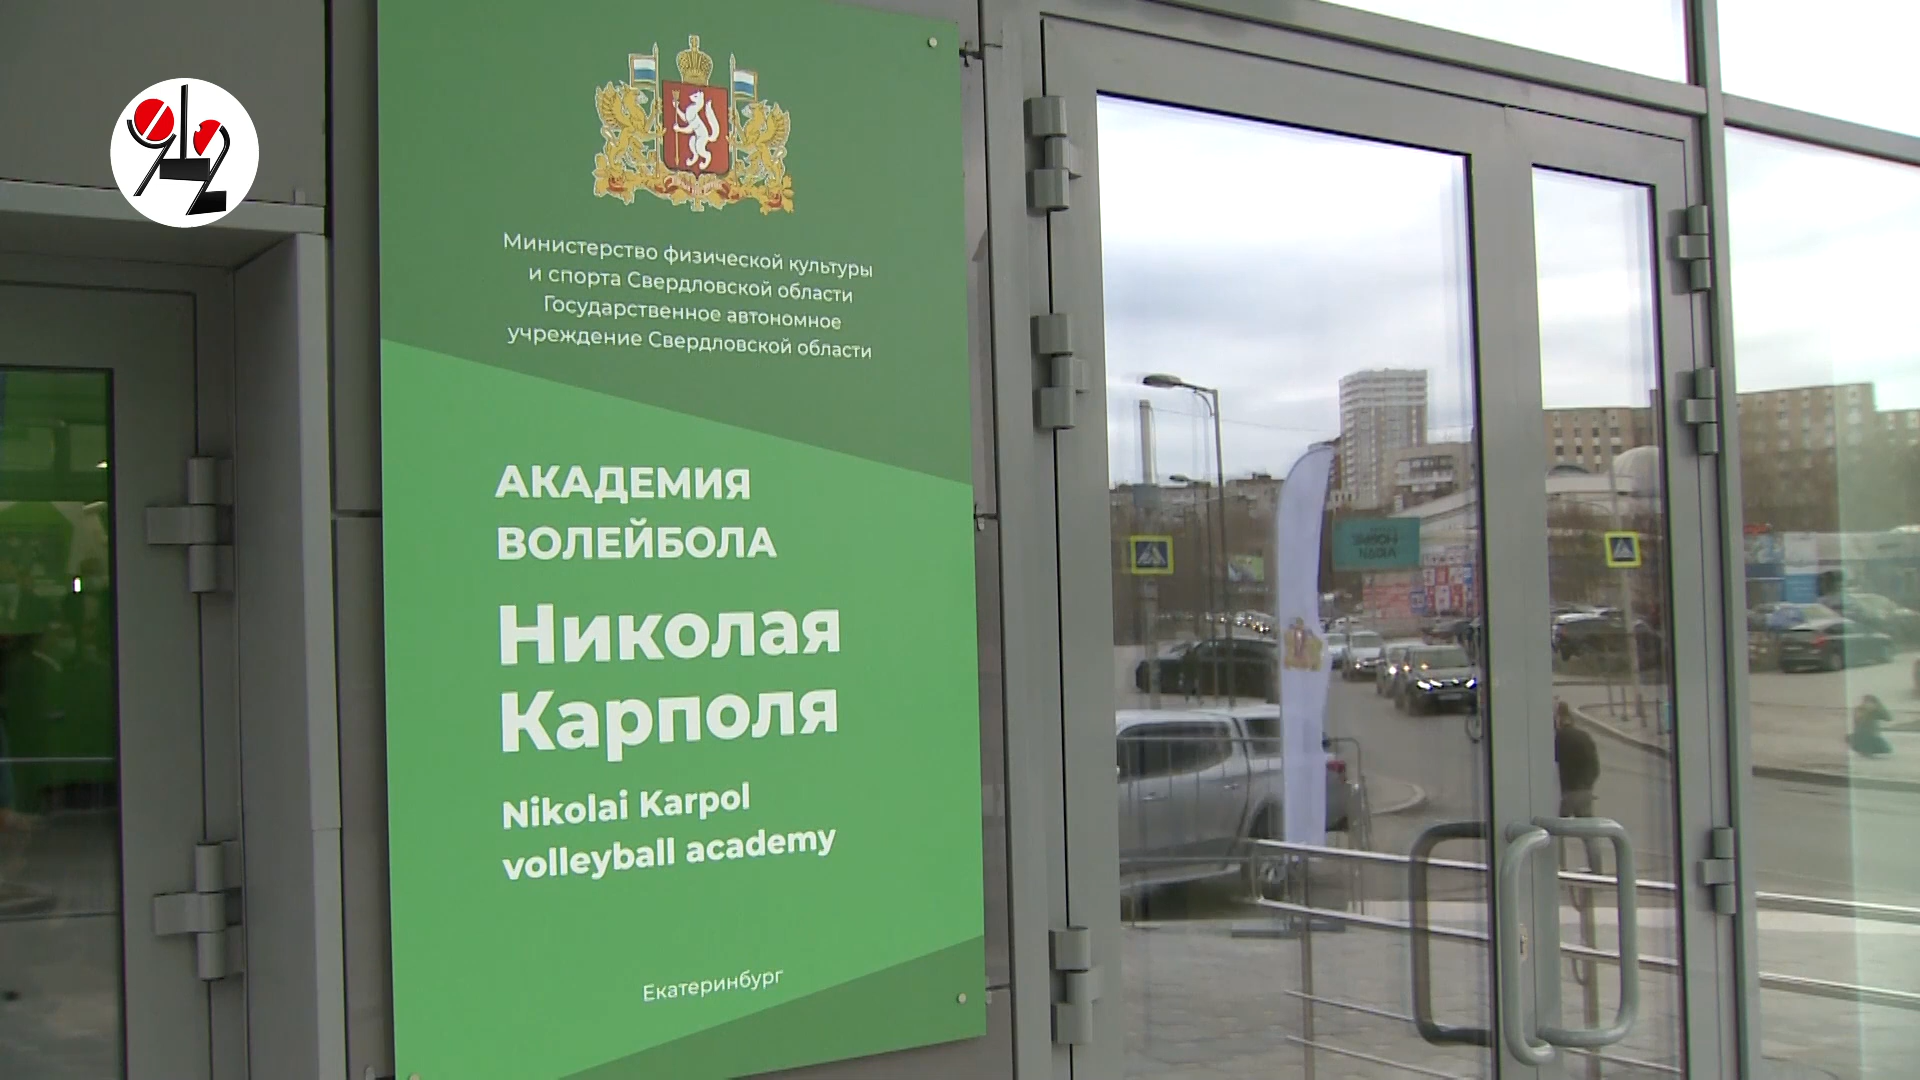 Министерство физической культуры
и спорта Свердловской области
Государственное автономное
учреждение Свердловской области
АКАДЕМИЯ
ВОЛЕЙБОЛА
Николая
Карполя
Nikolai Karpol
volleyball academy
Екатеринбург